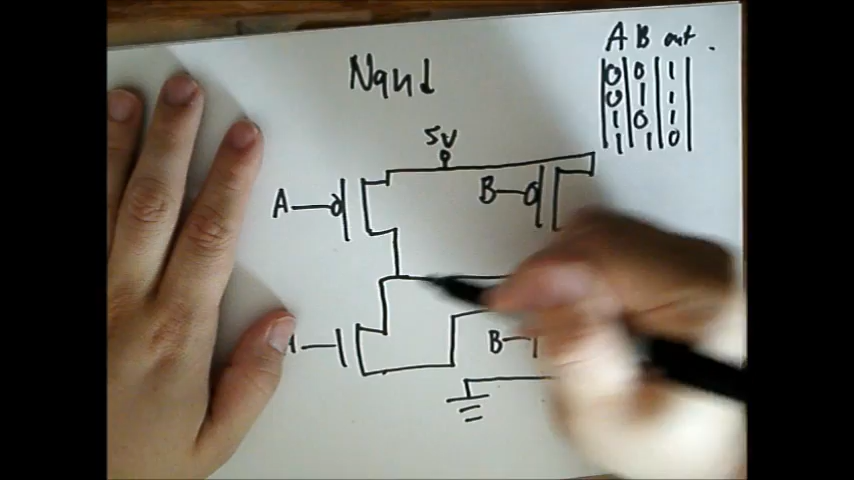 Nand
A B out
0 0 1
0 1 1
1 0 1
1 1 0
5V
A
B
B